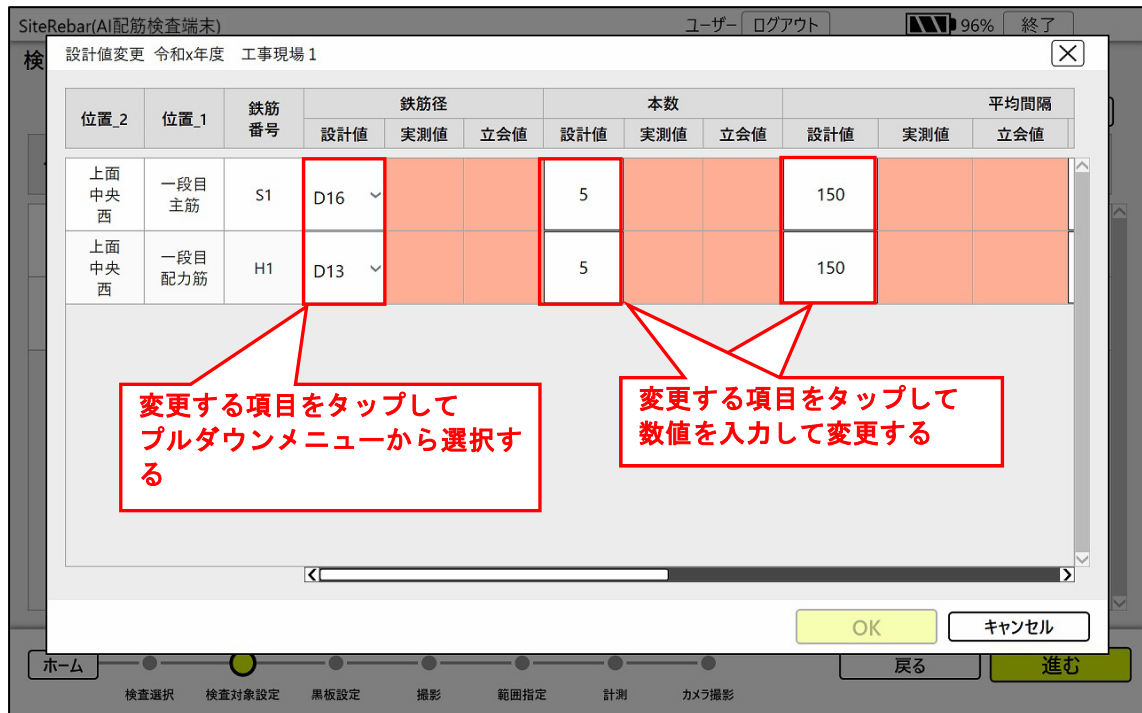 SiteRebar(AI配筋検査端末) ユーザー ログアウト 96% 終了
検
設計値変更 令和x年度 工事現場1
位置_2 位置_1 鉄筋番号 鉄筋径 本数 平均間隔
設計値 実測値 立会値 設計値 実測値 立会値 設計値 実測値 立会値
上面
中央
西
一段目
主筋
S1 D16 5 150
上面
中央
西
一段目
配力筋
H1 D13 5 150
変更する項目をタップして
プルダウンメニューから選択す
る
変更する項目をタップして
数値を入力して変更する
OK キャンセル
ホーム 戻る 進む
検査選択 検査対象設定 黒板設定 撮影 範囲指定 計測 カメラ撮影